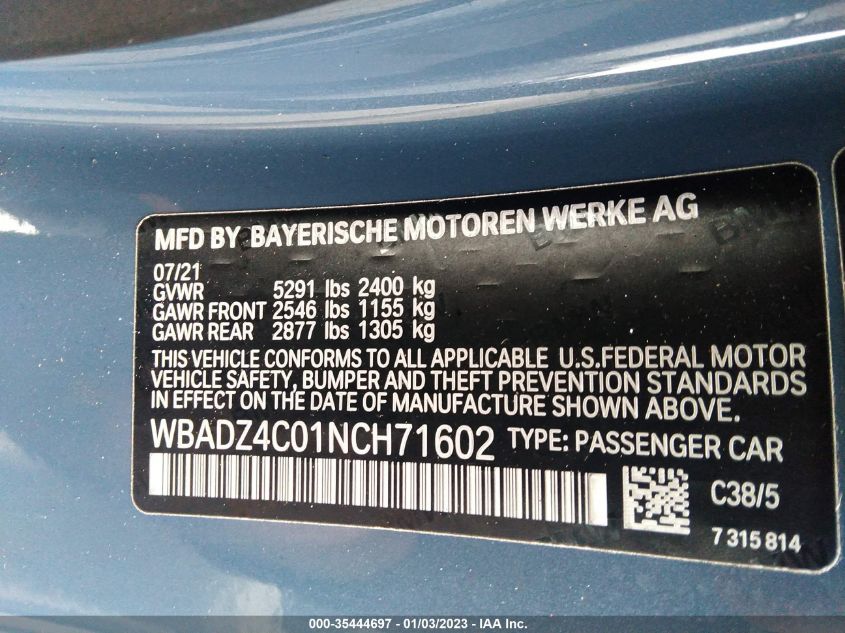 MFD BY BAYERISCHE MOTOREN WERKE AG
07/21
GVWR 5291 lbs 2400 kg
GAWR FRONT 2546 lbs 1155 kg
GAWR REAR 2877 lbs 1305 kg
THIS VEHICLE CONFORMS TO ALL APPLICABLE U.S.FEDERAL MOTOR
VEHICLE SAFETY, BUMPER AND THEFT PREVENTION STANDARDS
IN EFFECT ON THE DATE OF MANUFACTURE SHOWN ABOVE.
WBADZ4C01NCH71602 TYPE: PASSENGER CAR
C38/5
7 315 814
000-35444697 - 01/03/2023 - IAA Inc.